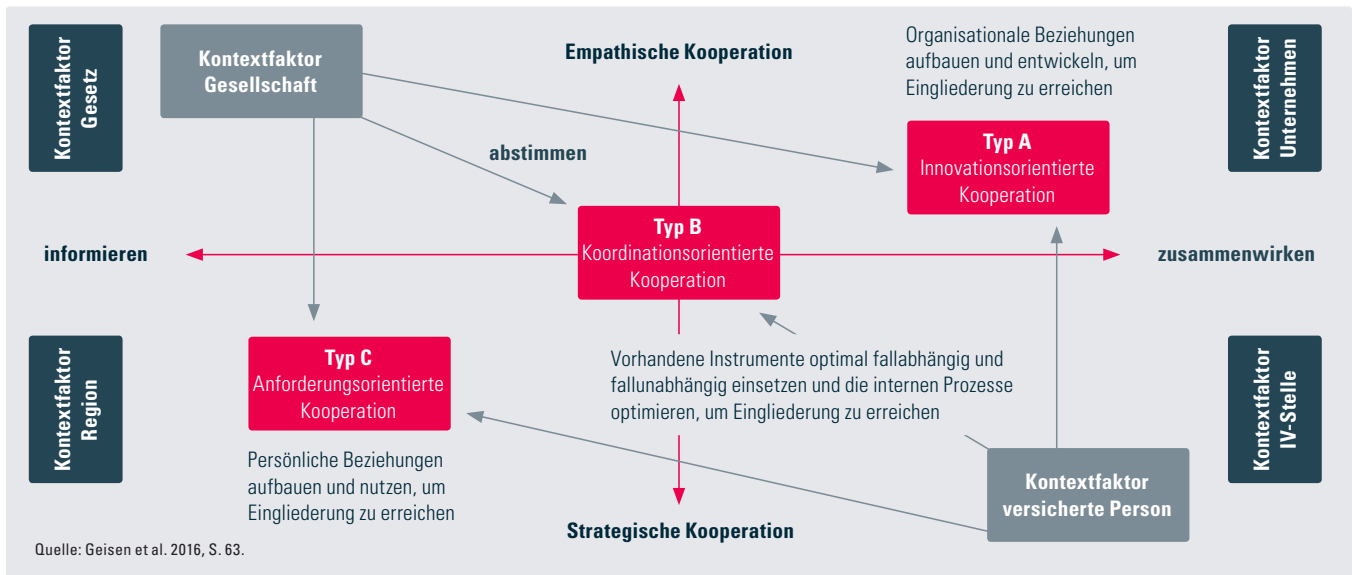 Kontextfaktor
Gesetz
Kontextfaktor
Gesellschaft
Empathische Kooperation
Organisationale Beziehungen
aufbauen und entwickeln, um
Eingliederung zu erreichen
Kontextfaktor
Unternehmen
abstimmen
Typ A
Innovationsorientierte
Kooperation
Typ B
Koordinationsorientierte
Kooperation
informieren
zusammenwirken
Kontextfaktor
Region
Typ C
Anforderungsorientierte
Kooperation
Vorhandene Instrumente optimal fallabhängig und
fallunabhängig einsetzen und die internen Prozesse
optimieren, um Eingliederung zu erreichen
Kontextfaktor
IV-Stelle
Persönliche Beziehungen
aufbauen und nutzen, um
Eingliederung zu erreichen
Kontextfaktor
versicherte Person
Strategische Kooperation
Quelle: Geisen et al. 2016, S. 63.